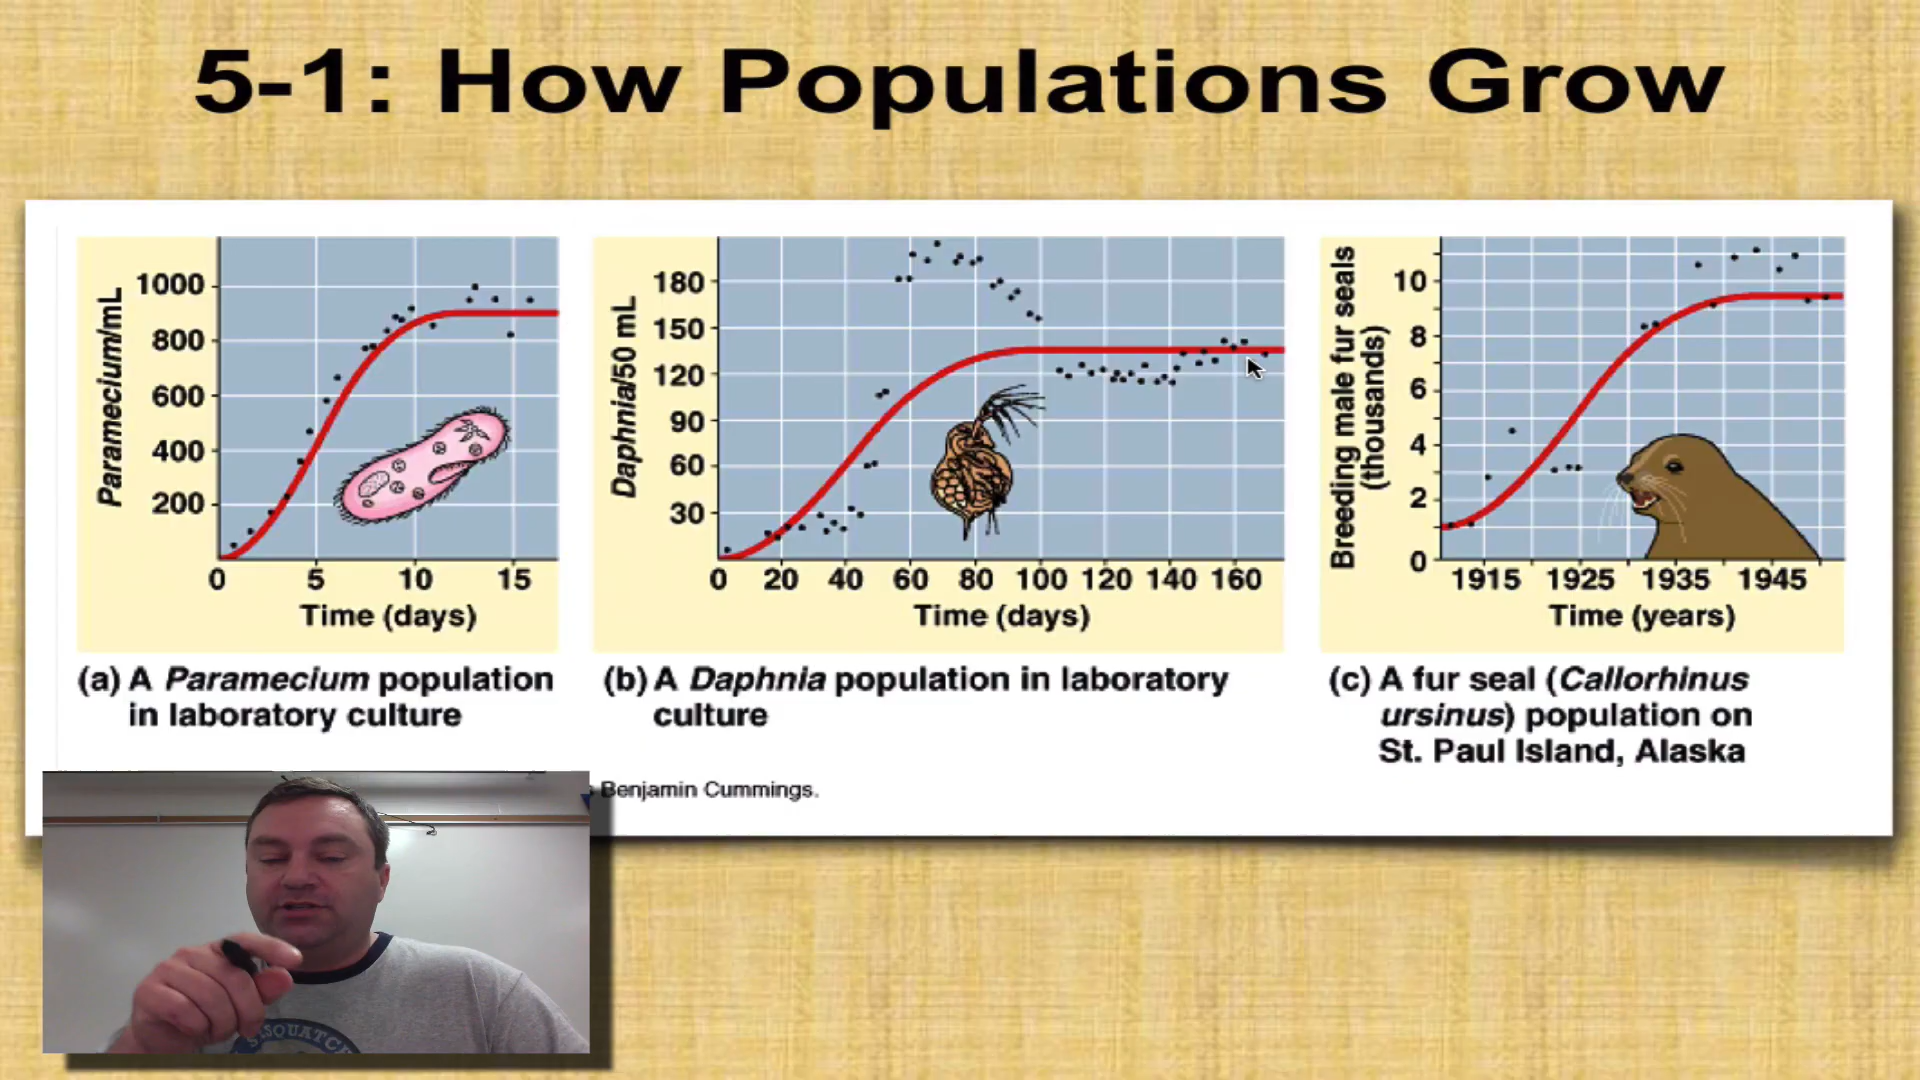 5-1: How Populations Grow
Paramecium/mL
1000
800
600
400
200
0 5 10 15
Time (days)
(a) A Paramecium population
in laboratory culture
Daphnia/50 mL
180
150
120
90
60
30
0 20 40 60 80 100 120 140 160
Time (days)
(b) A Daphnia population in laboratory
culture
Breeding male fur seals
(thousands)
10
8
6
4
2
0
1915 1925 1935 1945
Time (years)
(c) A fur seal (Callorhinus
ursinus) population on
St. Paul Island, Alaska
Benjamin Cummings.
SASQUATCH